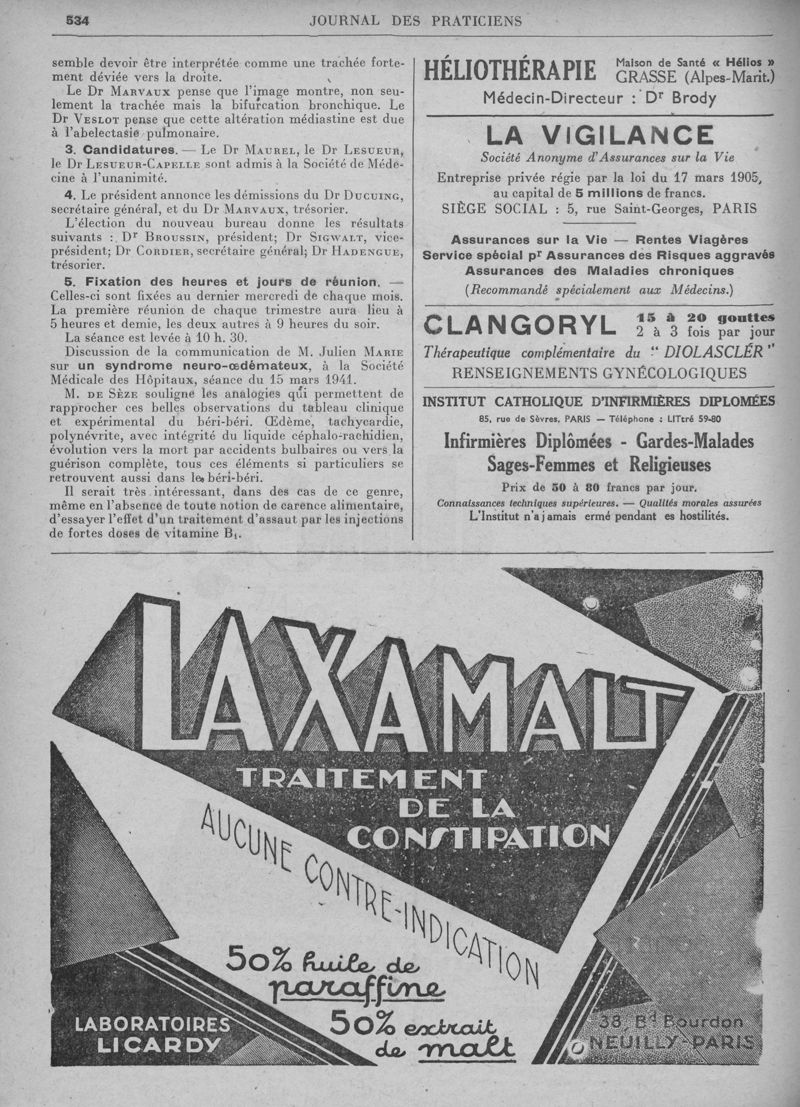 534
JOURNAL DES PRATICIENS
semble devoir être interprétée comme une trachée forte-
ment déviée vers la droite.
Le Dr MARVAUX pense que l'image montre, non seu-
lement la trachée mais la bifurcation bronchique. Le
Dr VESLOT pense que cette altération médiastine est due
à l'abelectasie pulmonaire.
3. Candidatures. — Le Dr MAUREL, le Dr LESUEUR,
le Dr LESUEUR-CAPELLE sont admis à la Société de Méde-
cine à l'unanimité.
4. Le président annonce les démissions du Dr DUCUING,
secrétaire général, et du Dr MARVAUX, trésorier.
L'élection du nouveau bureau donne les résultats
suivants : Dr BROUSSIN, président; Dr SIGWALT, vice-
président; Dr CORDIER, secrétaire général; Dr HADENGUE,
trésorier.
5. Fixation des heures et jours de réunion. —
Celles-ci sont fixées au dernier mercredi de chaque mois.
La première réunion de chaque trimestre aura lieu à
5 heures et demie, les deux autres à 9 heures du soir.
La séance est levée à 10 h. 30.
Discussion de la communication de M. Julien MARIE
sur un syndrome neuro-œdémateux, à la Société
Médicale des Hôpitaux, séance du 15 mars 1941.
M. DE SÈZE souligne les analogies qui permettent de
rapprocher ces belles observations du tableau clinique
et expérimental du béri-béri. Œdème, tachycardie,
polynévrite, avec intégrité du liquide céphalo-rachidien,
évolution vers la mort par accidents bulbaires ou vers la
guérison complète, tous ces éléments si particuliers se
retrouvent aussi dans le béri-béri.
Il serait très intéressant, dans des cas de ce genre,
même en l'absence de toute notion de carence alimentaire,
d'essayer l'effet d'un traitement d'assaut par les injections
de fortes doses de vitamine B₁.
HÉLIOTHÉRAPIE
Maison de Santé « Hélios »
GRASSE (Alpes-Marit.)
Médecin-Directeur : Dr Brody
LA VIGILANCE
Société Anonyme d'Assurances sur la Vie
Entreprise privée régie par la loi du 17 mars 1905,
au capital de 5 millions de francs.
SIÈGE SOCIAL : 5, rue Saint-Georges, PARIS
Assurances sur la Vie — Rentes Viagères
Service spécial pr Assurances des Risques aggravés
Assurances des Maladies chroniques
(Recommandé spécialement aux Médecins.)
CLANGORYL
15 à 20 gouttes
2 à 3 fois par jour
Thérapeutique complémentaire du " DIOLASCLÉR "
RENSEIGNEMENTS GYNÉCOLOGIQUES
INSTITUT CATHOLIQUE D'INFIRMIÈRES DIPLOMÉES
85, rue de Sèvres, PARIS — Téléphone : LITtré 59-80
Infirmières Diplômées - Gardes-Malades
Sages-Femmes et Religieuses
Prix de 50 à 80 francs par jour.
Connaissances techniques supérieures. — Qualités morales assurées
L'Institut n'a jamais ermé pendant es hostilités.
LAXAMALT
TRAITEMENT
DE LA
CONSTIPATION
AUCUNE CONTRE-INDICATION
50% huile de
paraffine
50% extrait
de malt
LABORATOIRES
LICARDY
38, Bd Bourdon
NEUILLY-PARIS